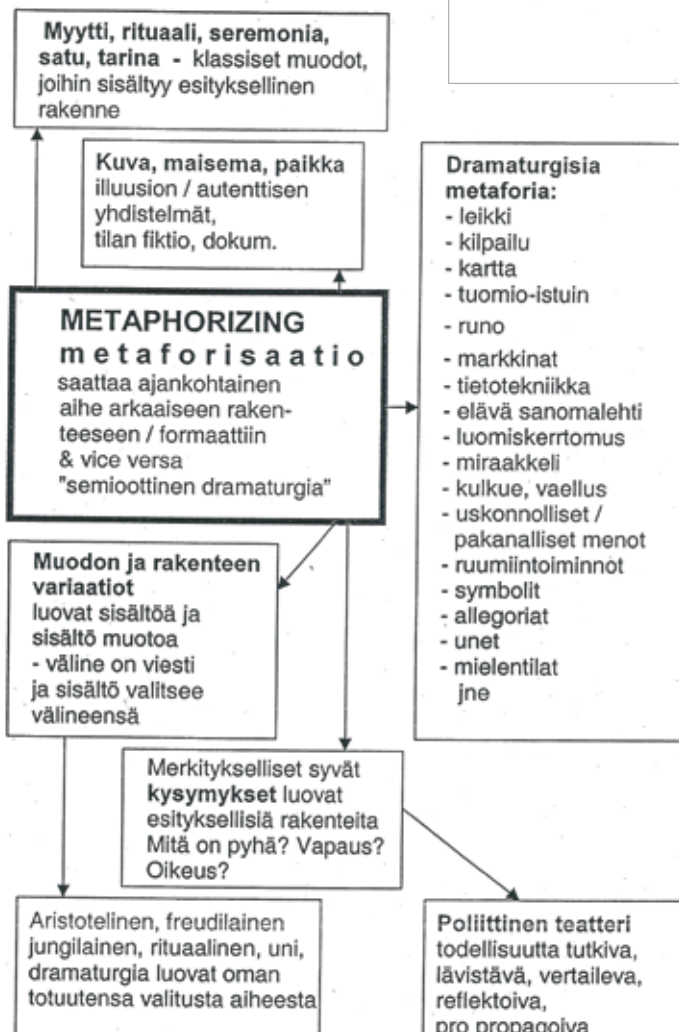 Myytti, rituaali, seremonia,
satu, tarina - klassiset muodot,
joihin sisältyy esityksellinen
rakenne
Kuva, maisema, paikka
illuusion / autenttisen
yhdistelmät,
tilan fiktio, dokum.
METAPHORIZING
metaforisaatio
saattaa ajankohtainen
aihe arkaaiseen raken-
teeseen / formaattiin
& vice versa
"semioottinen dramaturgia"
Dramaturgisia
metaforia:
- leikki
- kilpailu
- kartta
- tuomio-istuin
- runo
- markkinat
- tietotekniikka
- elävä sanomalehti
- luomiskerrtomus
- miraakkeli
- kulkue, vaellus
- uskonnolliset /
pakanalliset menot
- ruumiintoiminnot
- symbolit
- allegoriat
- unet
- mielentilat
jne
Muodon ja rakenteen
variaatiot
luovat sisältöä ja
sisältö muotoa
- väline on viesti
ja sisältö valitsee
välineensä
Merkitykselliset syvät
kysymykset luovat
esityksellisiä rakenteita
Mitä on pyhä? Vapaus?
Oikeus?
Aristotelinen, freudilainen
jungilainen, rituaalinen, uni,
dramaturgia luovat oman
totuutensa valitusta aiheesta
Poliittinen teatteri
todellisuutta tutkiva,
lävistävä, vertaileva,
reflektoiva,
pro propagoiva